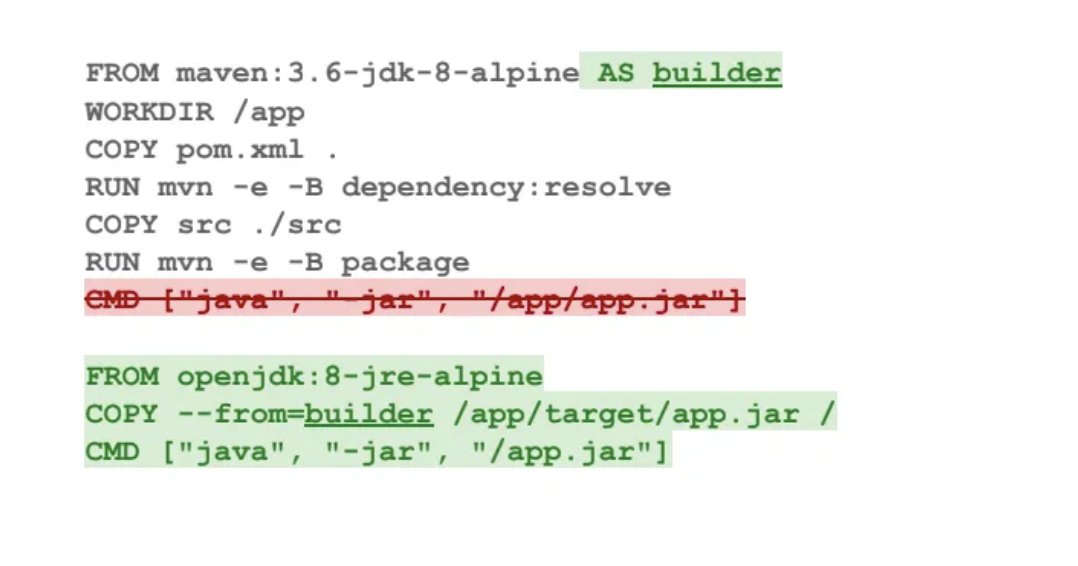 FROM maven:3.6-jdk-8-alpine AS builder
WORKDIR /app
COPY pom.xml .
RUN mvn -e -B dependency:resolve
COPY src ./src
RUN mvn -e -B package
CMD ["java", "-jar", "/app/app.jar"]
FROM openjdk:8-jre-alpine
COPY --from=builder /app/target/app.jar /
CMD ["java", "-jar", "/app.jar"]